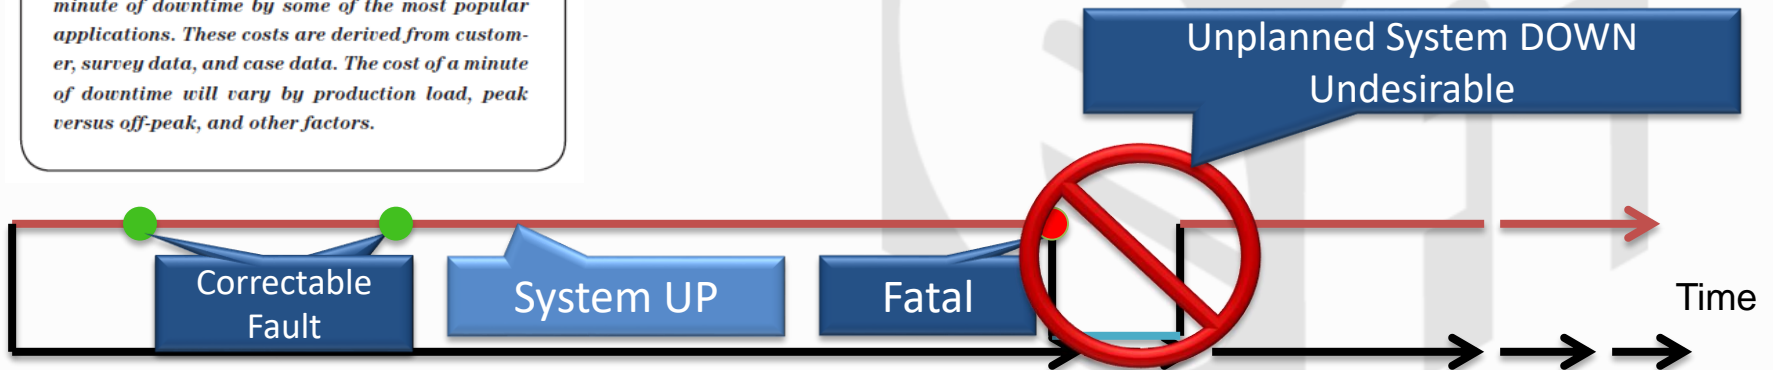 minute of downtime by some of the most popular
applications. These costs are derived from custom-
er, survey data, and case data. The cost of a minute
of downtime will vary by production load, peak
versus off-peak, and other factors.
Unplanned System DOWN
Undesirable
Correctable
Fault
System UP
Fatal
Time